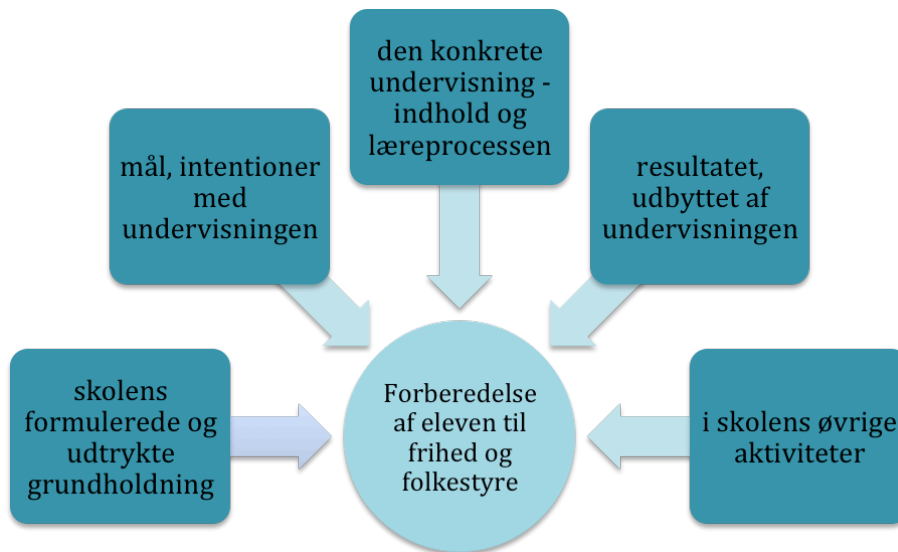 den konkrete
undervisning -
indhold og
læreprocessen
mål, intentioner
med
undervisningen
resultatet,
udbyttet af
undervisningen
skolens
formulerede og
udtrykte
grundholdning
Forberedelse
af eleven til
frihed og
folkestyre
i skolens øvrige
aktiviteter